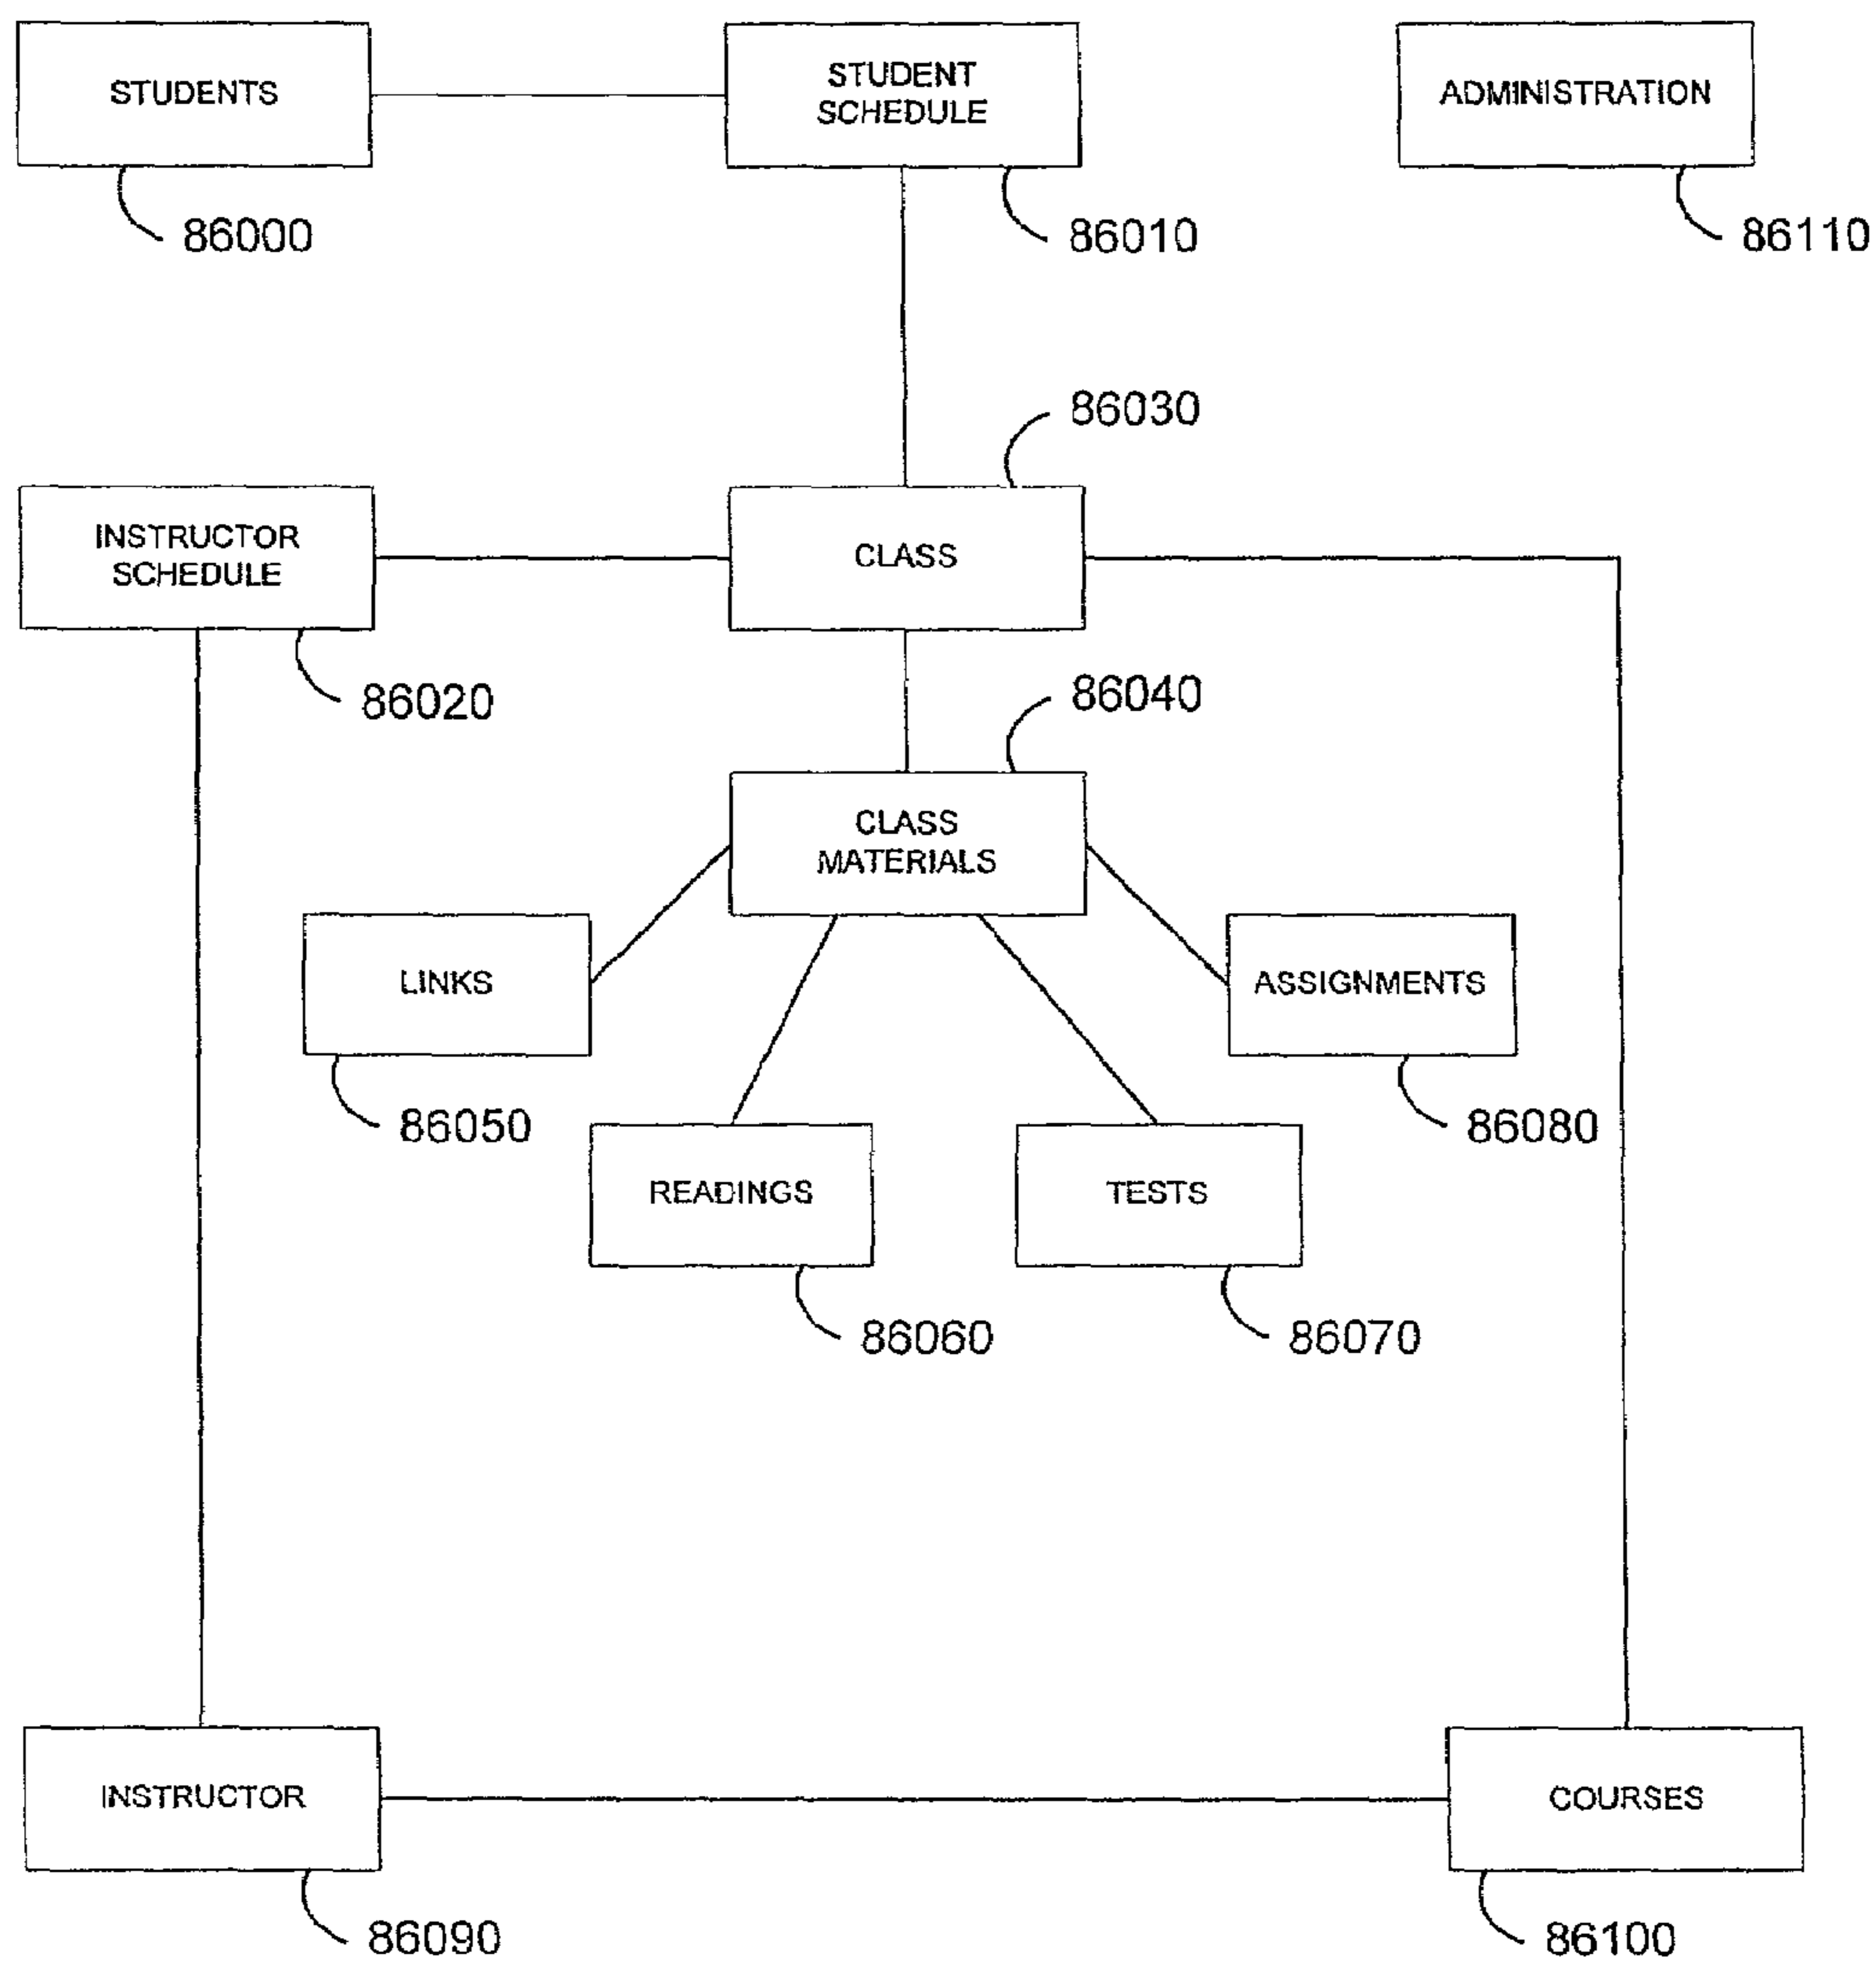 STUDENTS
STUDENT
SCHEDULE
ADMINISTRATION
86000
86010
86110
86030
INSTRUCTOR
SCHEDULE
CLASS
86020
86040
CLASS
MATERIALS
LINKS
ASSIGNMENTS
86050
86080
READINGS
TESTS
86060
86070
INSTRUCTOR
COURSES
86090
86100